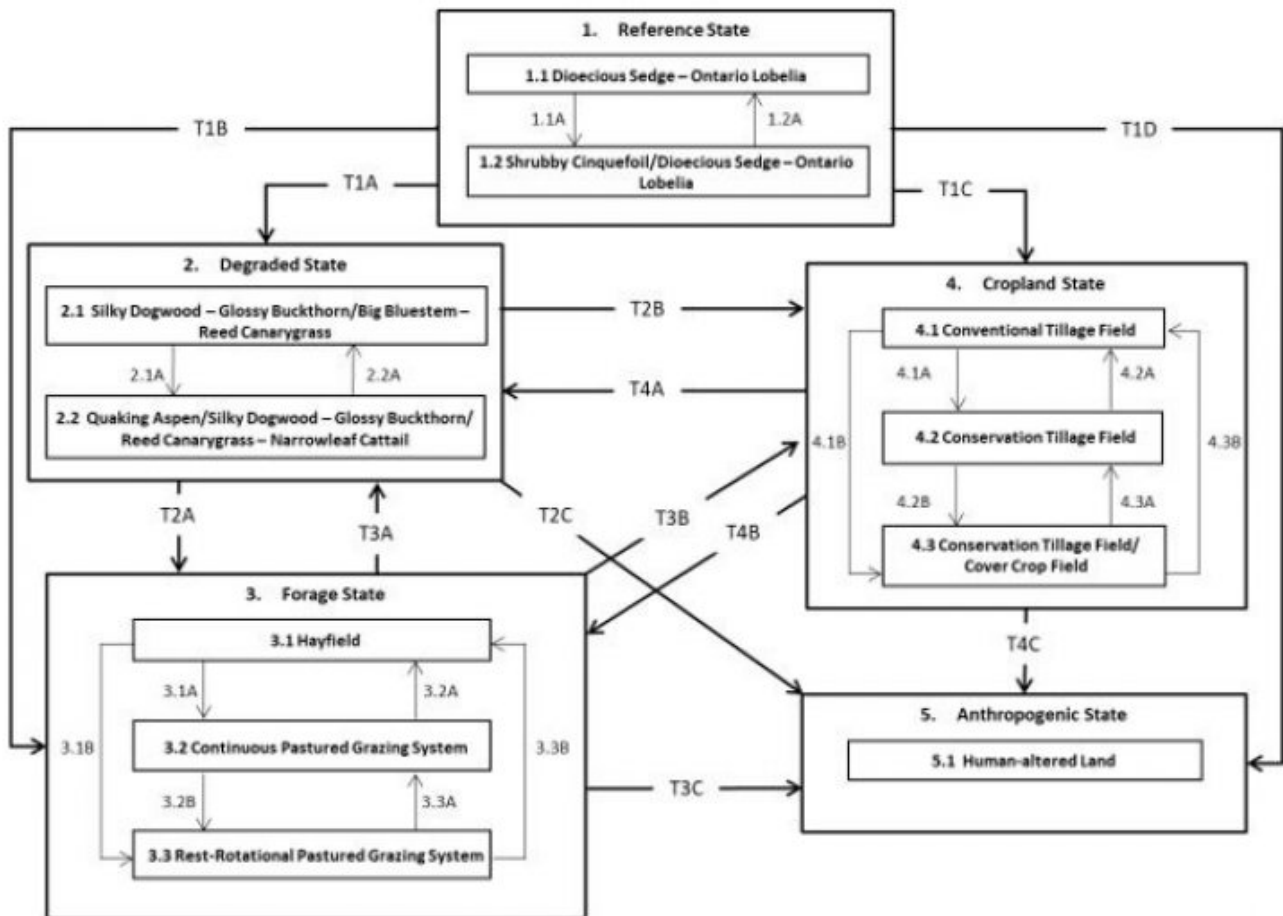 1. Reference State
1.1 Dioecious Sedge – Ontario Lobelia
1.1A
1.2A
1.2 Shrubby Cinquefoil/Dioecious Sedge – Ontario
Lobelia
T1B
T1D
T1A
T1C
2. Degraded State
2.1 Silky Dogwood – Glossy Buckthorn/Big Bluestem –
Reed Canarygrass
2.1A
2.2A
2.2 Quaking Aspen/Silky Dogwood – Glossy Buckthorn/
Reed Canarygrass – Narrowleaf Cattail
T2B
T4A
4. Cropland State
4.1 Conventional Tillage Field
4.1A
4.2A
4.2 Conservation Tillage Field
4.1B
4.3B
4.2B
4.3A
4.3 Conservation Tillage Field/
Cover Crop Field
T2A
T3A
T2C
T3B
T4B
T4C
3. Forage State
3.1 Hayfield
3.1A
3.2A
3.2 Continuous Pastured Grazing System
3.1B
3.3B
3.2B
3.3A
3.3 Rest-Rotational Pastured Grazing System
T3C
5. Anthropogenic State
5.1 Human-altered Land